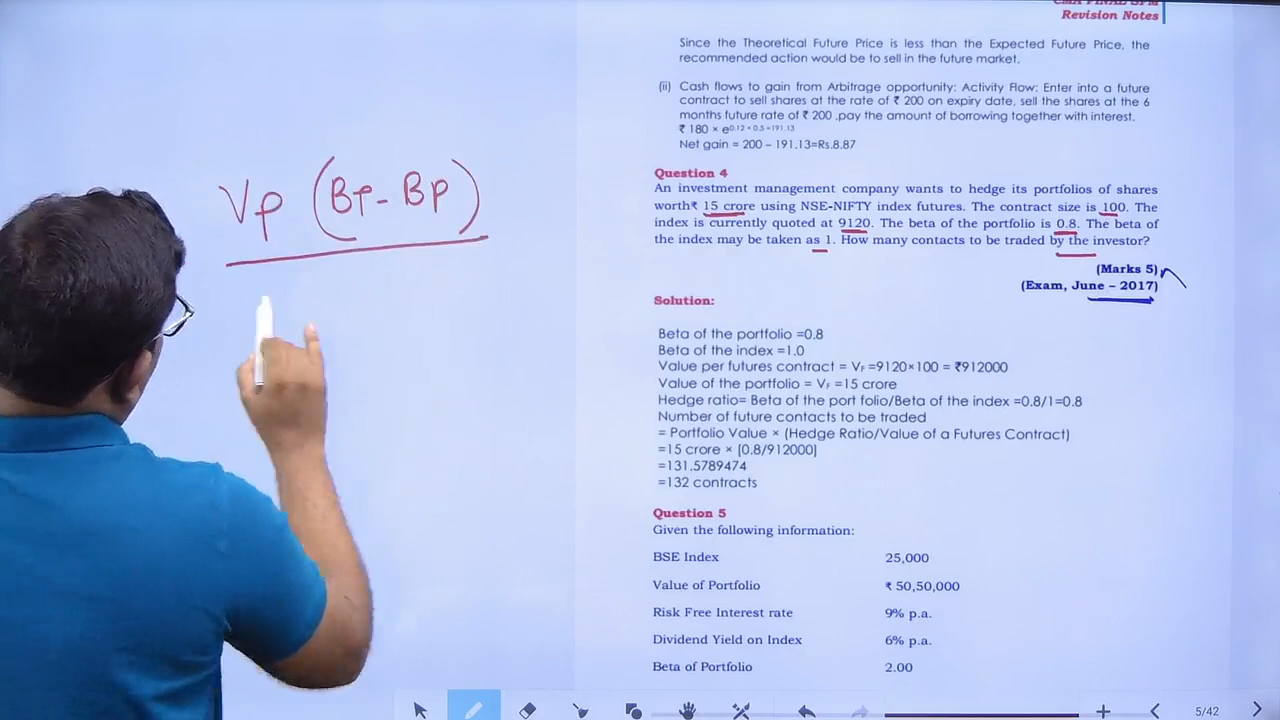 CMA FINAL SFM
Revision Notes
Since the Theoretical Future Price is less than the Expected Future Price, the
recommended action would be to sell in the future market.
(ii) Cash flows to gain from Arbitrage opportunity: Activity Flow: Enter into a future
contract to sell shares at the rate of ₹ 200 on expiry date, sell the shares at the 6
months future rate of ₹ 200 ,pay the amount of borrowing together with interest.
₹ 180 × e0.12 × 0.5 =191.13
Net gain = 200 – 191.13=Rs.8.87
Question 4
An investment management company wants to hedge its portfolios of shares
worth₹ 15 crore using NSE-NIFTY index futures. The contract size is 100. The
index is currently quoted at 9120. The beta of the portfolio is 0.8. The beta of
the index may be taken as 1. How many contacts to be traded by the investor?
(Marks 5)
(Exam, June – 2017)
Solution:
Beta of the portfolio =0.8
Beta of the index =1.0
Value per futures contract = VF =9120×100 = ₹912000
Value of the portfolio = VF =15 crore
Hedge ratio= Beta of the port folio/Beta of the index =0.8/1=0.8
Number of future contacts to be traded
= Portfolio Value × (Hedge Ratio/Value of a Futures Contract)
=15 crore × [0.8/912000]
=131.5789474
=132 contracts
Question 5
Given the following information:
BSE Index 25,000
Value of Portfolio ₹ 50,50,000
Risk Free Interest rate 9% p.a.
Dividend Yield on Index 6% p.a.
Beta of Portfolio 2.00
5/42